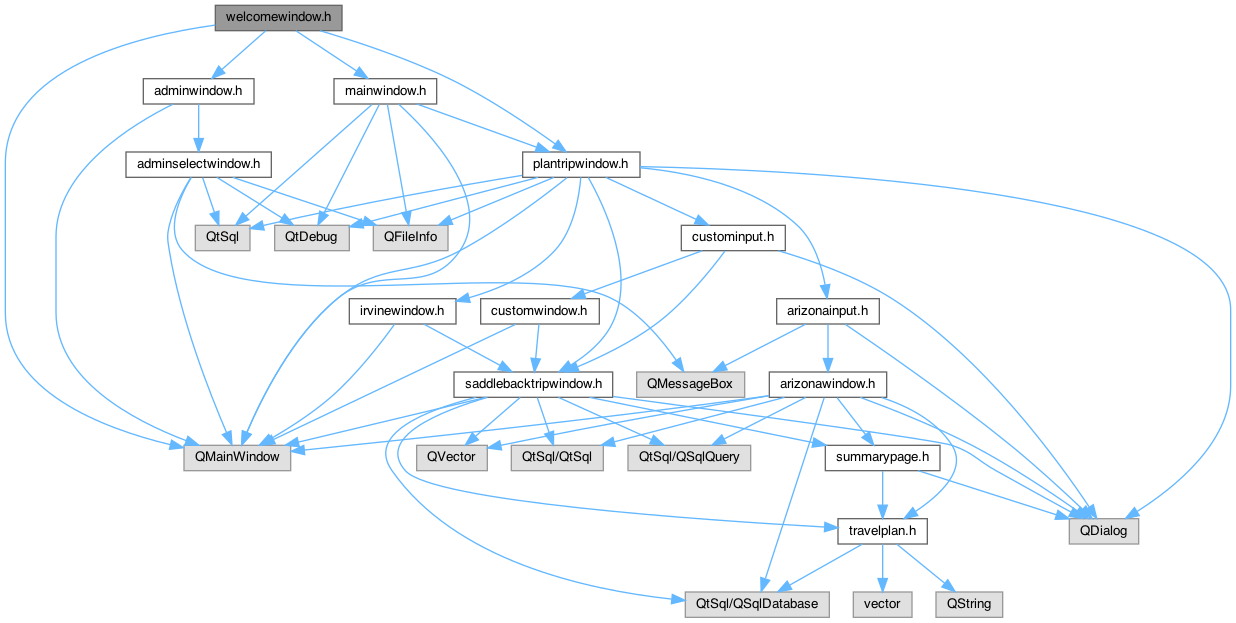 welcomewindow.h
adminwindow.h
mainwindow.h
adminselectwindow.h
plantripwindow.h
QtSql
QtDebug
QFileInfo
custominput.h
irvinewindow.h
customwindow.h
arizonainput.h
saddlebacktripwindow.h
QMessageBox
arizonawindow.h
QMainWindow
QVector
QtSql/QtSql
QtSql/QSqlQuery
summarypage.h
travelplan.h
QDialog
QtSql/QSqlDatabase
vector
QString